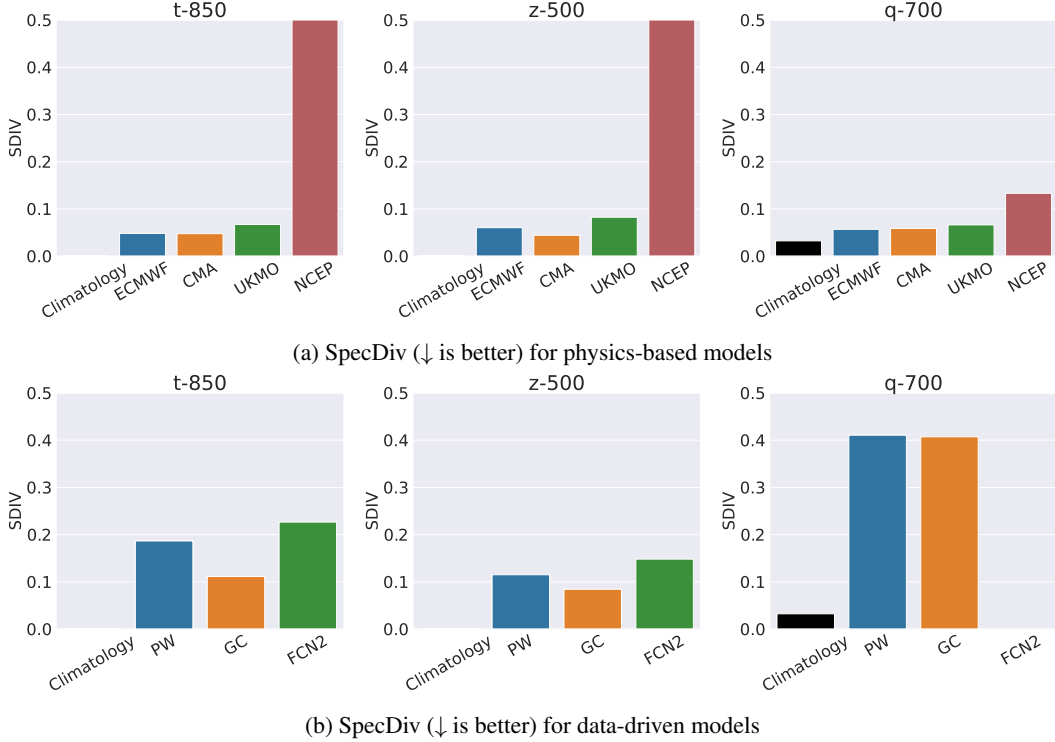 t-850 z-500 q-700
0.5 0.5 0.5
0.4 0.4 0.4
0.3 0.3 0.3
0.2 0.2 0.2
0.1 0.1 0.1
0.0 0.0 0.0
SDIV SDIV SDIV
Climatology ECMWF CMA UKMO NCEP Climatology ECMWF CMA UKMO NCEP Climatology ECMWF CMA UKMO NCEP
(a) SpecDiv (↓ is better) for physics-based models
t-850 z-500 q-700
0.5 0.5 0.5
0.4 0.4 0.4
0.3 0.3 0.3
0.2 0.2 0.2
0.1 0.1 0.1
0.0 0.0 0.0
SDIV SDIV SDIV
Climatology PW GC FCN2 Climatology PW GC FCN2 Climatology PW GC FCN2
(b) SpecDiv (↓ is better) for data-driven models